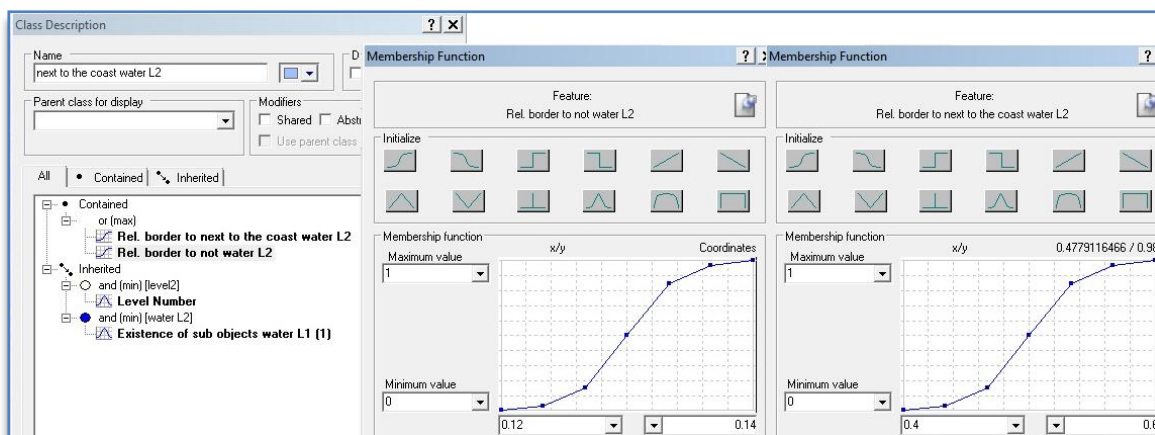 Class Description
Name
next to the coast water L2
D
Parent class for display
Modifiers
Shared
Use parent class
All
Contained
Inherited
Contained
or (max)
Rel. border to next to the coast water L2
Rel. border to not water L2
Inherited
and (min) [level2]
Level Number
and (min) [water L2]
Existence of sub objects water L1 (1)
Membership Function
Feature:
Rel. border to not water L2
Initialize
Membership function
x/y
Coordinates
Maximum value
1
Minimum value
0
0.12
0.14
Membership Function
Feature:
Rel. border to next to the coast water L2
Initialize
Membership function
x/y
0.4779116466 / 0.98
Maximum value
1
Minimum value
0
0.4